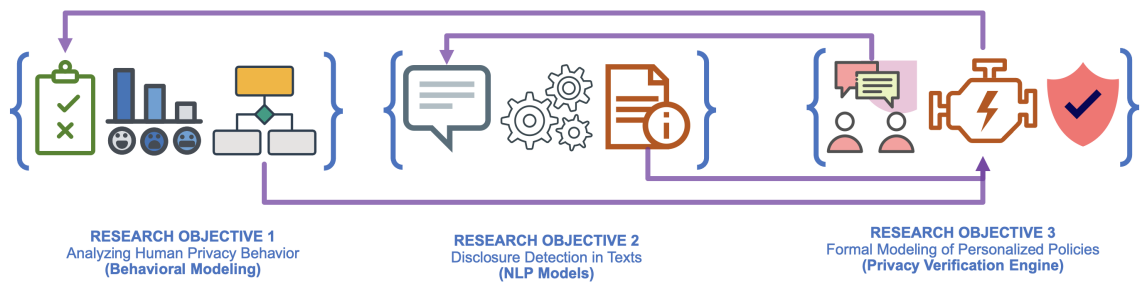 RESEARCH OBJECTIVE 1
Analyzing Human Privacy Behavior
(Behavioral Modeling)
RESEARCH OBJECTIVE 2
Disclosure Detection in Texts
(NLP Models)
RESEARCH OBJECTIVE 3
Formal Modeling of Personalized Policies
(Privacy Verification Engine)